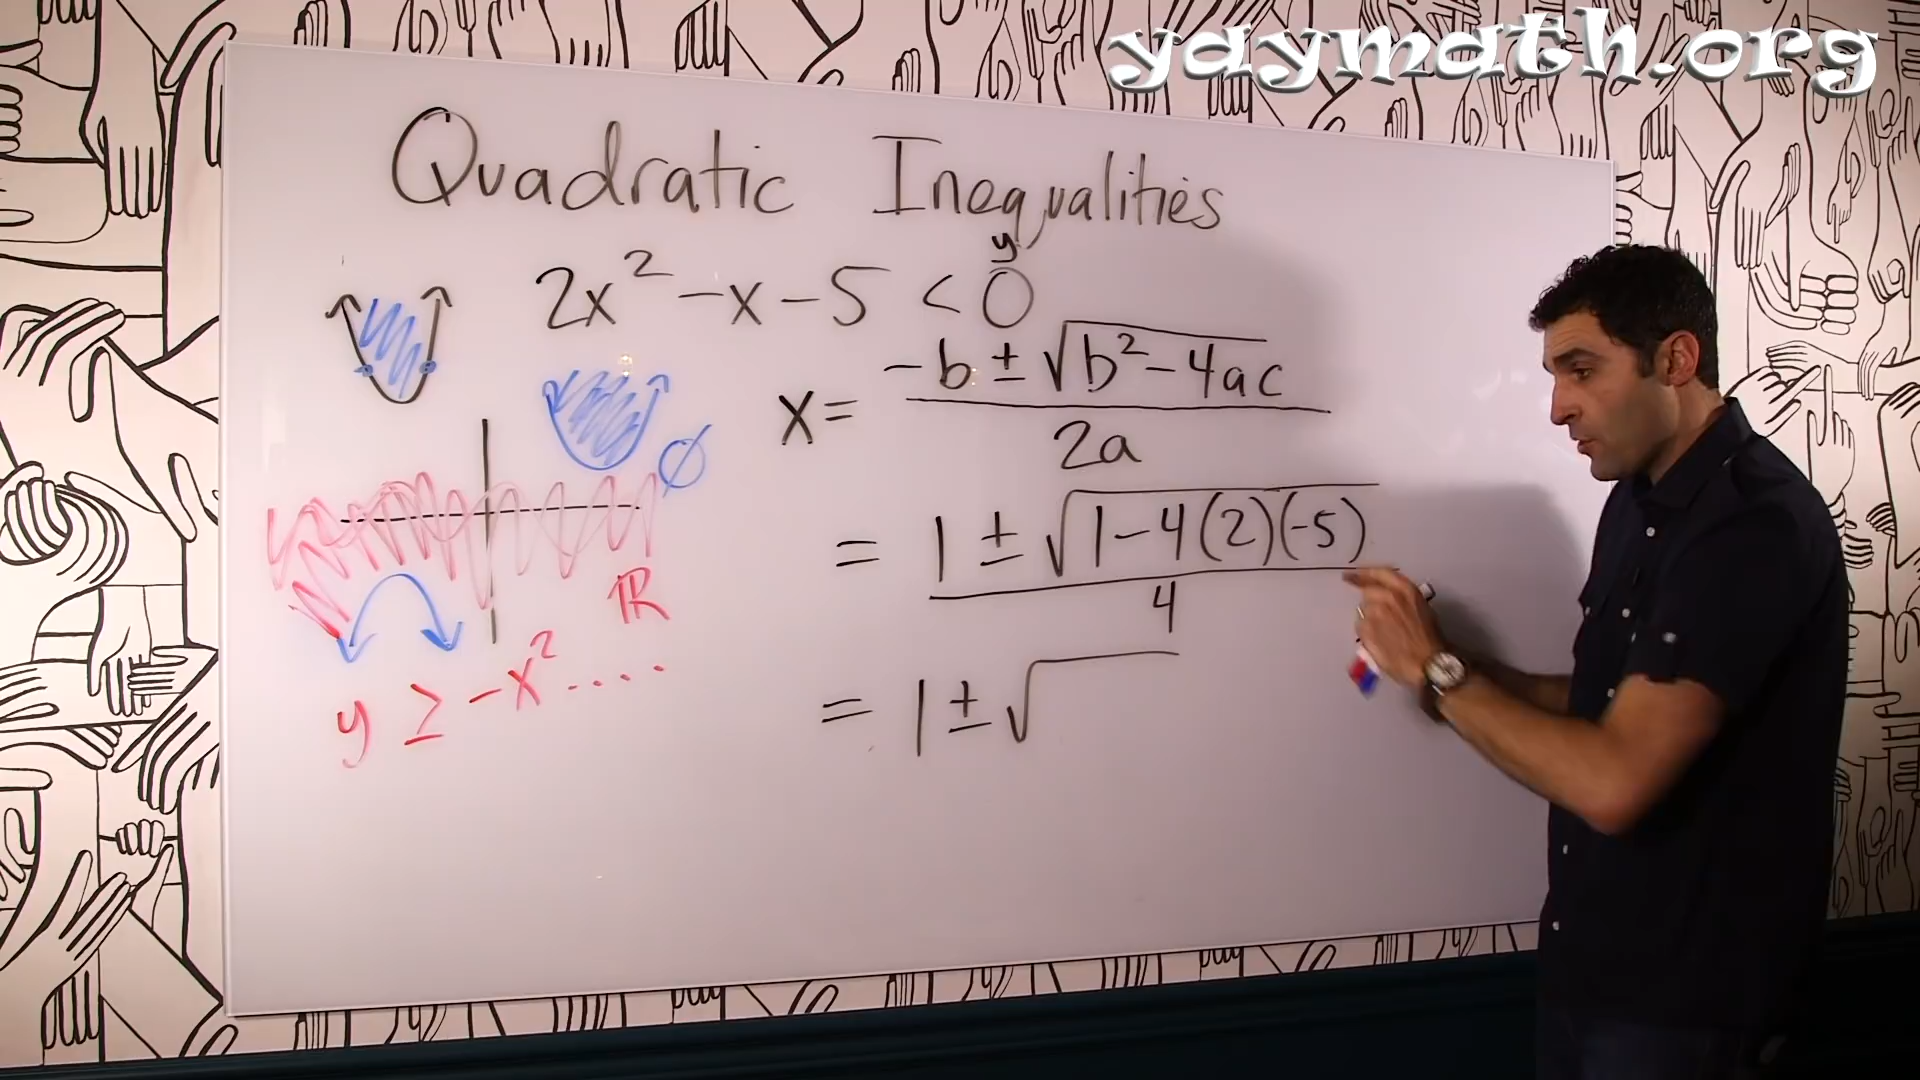 yaymath.org
Quadratic Inequalities
y
2x² - x - 5 < 0
x = -b ± √b² - 4ac
2a
= 1 ± √1 - 4(2)(-5)
4
= 1 ± √
∅
ℝ
y ≥ -x² ....